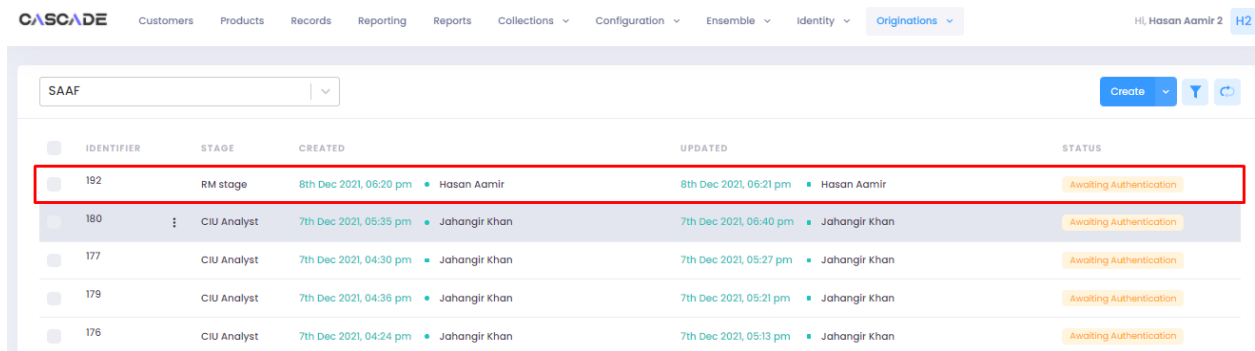 CASCADE Customers Products Records Reporting Reports Collections Configuration Ensemble Identity Originations Hi, Hasan Aamir 2 H2
SAAF Create
IDENTIFIER STAGE CREATED UPDATED STATUS
192 RM stage 8th Dec 2021, 06:20 pm Hasan Aamir 8th Dec 2021, 06:21 pm Hasan Aamir Awaiting Authentication
180 CIU Analyst 7th Dec 2021, 05:35 pm Jahangir Khan 7th Dec 2021, 06:40 pm Jahangir Khan Awaiting Authentication
177 CIU Analyst 7th Dec 2021, 04:30 pm Jahangir Khan 7th Dec 2021, 05:27 pm Jahangir Khan Awaiting Authentication
179 CIU Analyst 7th Dec 2021, 04:36 pm Jahangir Khan 7th Dec 2021, 05:21 pm Jahangir Khan Awaiting Authentication
176 CIU Analyst 7th Dec 2021, 04:24 pm Jahangir Khan 7th Dec 2021, 05:13 pm Jahangir Khan Awaiting Authentication